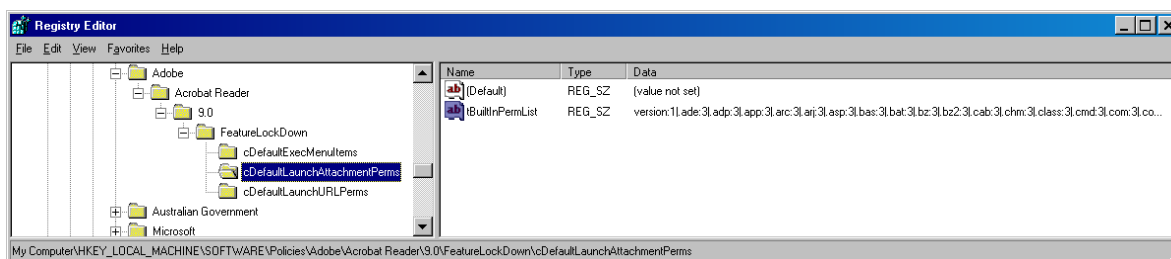 Registry Editor
File Edit View Favorites Help
Adobe
Acrobat Reader
9.0
FeatureLockDown
cDefaultExecMenuItems
cDefaultLaunchAttachmentPerms
cDefaultLaunchURLPerms
Australian Government
Microsoft
Name Type Data
ab (Default) REG_SZ (value not set)
ab tBuiltInPermList REG_SZ version:1|.ade:3|.adp:3|.app:3|.arc:3|.arj:3|.asp:3|.bas:3|.bat:3|.bz:3|.bz2:3|.cab:3|.chm:3|.class:3|.cmd:3|.com:3|.co...
My Computer\HKEY_LOCAL_MACHINE\SOFTWARE\Policies\Adobe\Acrobat Reader\9.0\FeatureLockDown\cDefaultLaunchAttachmentPerms